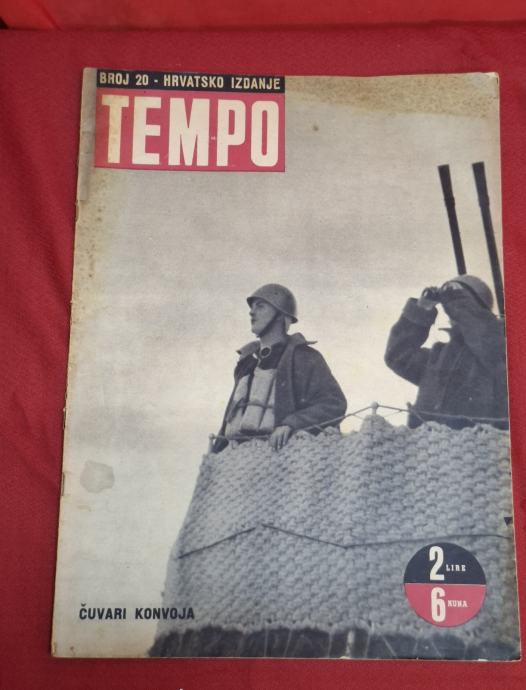 BROJ 20 - HRVATSKO IZDANJE
TEMPO
2 LIRE
6 KUNA
ČUVARI KONVOJA